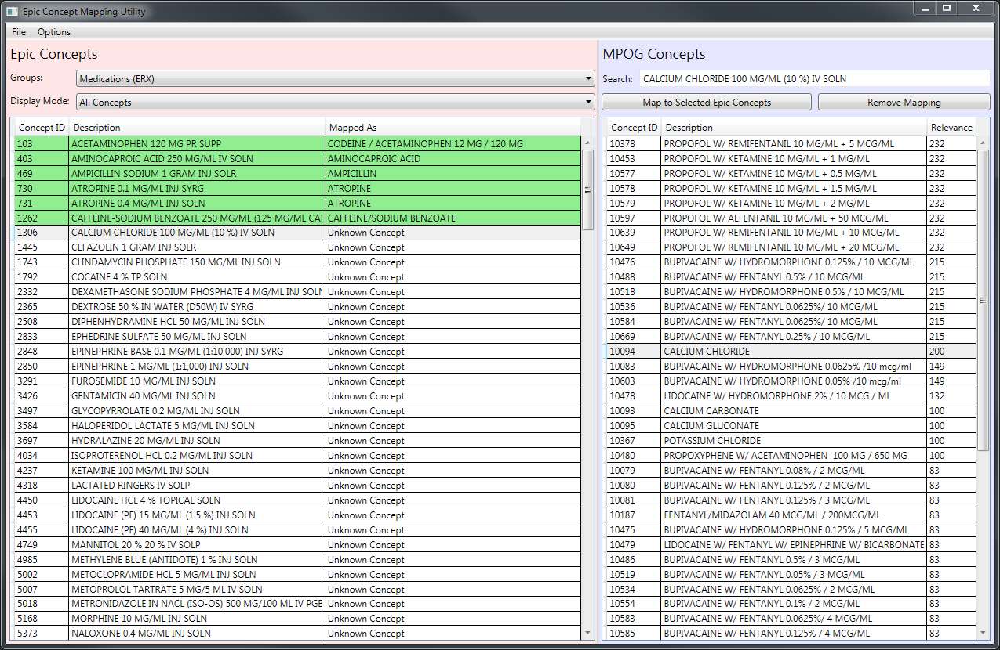 Epic Concept Mapping Utility
File Options
Epic Concepts
Groups: Medications (ERX)
Display Mode: All Concepts
Concept ID Description Mapped As
103 ACETAMINOPHEN 120 MG PR SUPP CODEINE / ACETAMINOPHEN 12 MG / 120 MG
403 AMINOCAPROIC ACID 250 MG/ML IV SOLN AMINOCAPROIC ACID
469 AMPICILLIN SODIUM 1 GRAM INJ SOLR AMPICILLIN
730 ATROPINE 0.1 MG/ML INJ SYRG ATROPINE
731 ATROPINE 0.4 MG/ML INJ SOLN ATROPINE
1262 CAFFEINE-SODIUM BENZOATE 250 MG/ML (125 MG/ML CAI CAFFEINE/SODIUM BENZOATE
1306 CALCIUM CHLORIDE 100 MG/ML (10 %) IV SOLN Unknown Concept
1445 CEFAZOLIN 1 GRAM INJ SOLR Unknown Concept
1743 CLINDAMYCIN PHOSPHATE 150 MG/ML INJ SOLN Unknown Concept
1792 COCAINE 4 % TP SOLN Unknown Concept
2332 DEXAMETHASONE SODIUM PHOSPHATE 4 MG/ML INJ SOLN Unknown Concept
2365 DEXTROSE 50 % IN WATER (D50W) IV SYRG Unknown Concept
2508 DIPHENHYDRAMINE HCL 50 MG/ML INJ SOLN Unknown Concept
2833 EPHEDRINE SULFATE 50 MG/ML INJ SOLN Unknown Concept
2848 EPINEPHRINE BASE 0.1 MG/ML (1:10,000) INJ SYRG Unknown Concept
2850 EPINEPHRINE 1 MG/ML (1:1,000) INJ SOLN Unknown Concept
3291 FUROSEMIDE 10 MG/ML INJ SOLN Unknown Concept
3426 GENTAMICIN 40 MG/ML INJ SOLN Unknown Concept
3497 GLYCOPYRROLATE 0.2 MG/ML INJ SOLN Unknown Concept
3584 HALOPERIDOL LACTATE 5 MG/ML INJ SOLN Unknown Concept
3697 HYDRALAZINE 20 MG/ML INJ SOLN Unknown Concept
4034 ISOPROTERENOL HCL 0.2 MG/ML INJ SOLN Unknown Concept
4237 KETAMINE 100 MG/ML INJ SOLN Unknown Concept
4318 LACTATED RINGERS IV SOLP Unknown Concept
4450 LIDOCAINE HCL 4 % TOPICAL SOLN Unknown Concept
4453 LIDOCAINE (PF) 15 MG/ML (1.5 %) INJ SOLN Unknown Concept
4455 LIDOCAINE (PF) 40 MG/ML (4 %) INJ SOLN Unknown Concept
4749 MANNITOL 20 % 20 % IV SOLP Unknown Concept
4985 METHYLENE BLUE (ANTIDOTE) 1 % INJ SOLN Unknown Concept
5002 METOCLOPRAMIDE HCL 5 MG/ML INJ SOLN Unknown Concept
5007 METOPROLOL TARTRATE 5 MG/5 ML IV SOLN Unknown Concept
5018 METRONIDAZOLE IN NACL (ISO-OS) 500 MG/100 ML IV PGB Unknown Concept
5168 MORPHINE 10 MG/ML INJ SOLN Unknown Concept
5373 NALOXONE 0.4 MG/ML INJ SOLN Unknown Concept
MPOG Concepts
Search: CALCIUM CHLORIDE 100 MG/ML (10 %) IV SOLN
Map to Selected Epic Concepts Remove Mapping
Concept ID Description Relevance
10378 PROPOFOL W/ REMIFENTANIL 10 MG/ML + 5 MCG/ML 232
10453 PROPOFOL W/ KETAMINE 10 MG/ML + 1 MG/ML 232
10577 PROPOFOL W/ KETAMINE 10 MG/ML + 0.5 MG/ML 232
10578 PROPOFOL W/ KETAMINE 10 MG/ML + 1.5 MG/ML 232
10579 PROPOFOL W/ KETAMINE 10 MG/ML + 2 MG/ML 232
10597 PROPOFOL W/ ALFENTANIL 10 MG/ML + 50 MCG/ML 232
10639 PROPOFOL W/ REMIFENTANIL 10 MG/ML + 10 MCG/ML 232
10649 PROPOFOL W/ REMIFENTANIL 10 MG/ML + 20 MCG/ML 232
10476 BUPIVACAINE W/ HYDROMORPHONE 0.125% / 10 MCG/ML 215
10488 BUPIVACAINE W/ FENTANYL 0.5% / 10 MCG/ML 215
10518 BUPIVACAINE W/ HYDROMORPHONE 0.5% / 10 MCG/ML 215
10536 BUPIVACAINE W/ FENTANYL 0.0625%/ 10 MCG/ML 215
10584 BUPIVACAINE W/ FENTANYL 0.0625%/ 10 MCG/ML 215
10669 BUPIVACAINE W/ FENTANYL 0.25% / 10 MCG/ML 215
10094 CALCIUM CHLORIDE 200
10083 BUPIVACAINE W/ HYDROMORPHONE 0.0625% /10 mcg/ml 149
10603 BUPIVACAINE W/ HYDROMORPHONE 0.05% /10 mcg/ml 149
10478 LIDOCAINE W/ HYDROMORPHONE 2% / 10 MCG / ML 132
10093 CALCIUM CARBONATE 100
10095 CALCIUM GLUCONATE 100
10367 POTASSIUM CHLORIDE 100
10480 PROPOXYPHENE W/ ACETAMINOPHEN 100 MG / 650 MG 100
10079 BUPIVACAINE W/ FENTANYL 0.08% / 2 MCG/ML 83
10080 BUPIVACAINE W/ FENTANYL 0.125% / 2 MCG/ML 83
10081 BUPIVACAINE W/ FENTANYL 0.125% / 3 MCG/ML 83
10187 FENTANYL/MIDAZOLAM 40 MCG/ML / 200MCG/ML 83
10475 BUPIVACAINE W/ HYDROMORPHONE 0.125% / 5 MCG/ML 83
10479 LIDOCAINE W/ FENTANYL W/ EPINEPHRINE W/ BICARBONATE 83
10486 BUPIVACAINE W/ FENTANYL 0.5% / 3 MCG/ML 83
10519 BUPIVACAINE W/ FENTANYL 0.05% / 3 MCG/ML 83
10534 BUPIVACAINE W/ FENTANYL 0.0625% / 2 MCG/ML 83
10554 BUPIVACAINE W/ FENTANYL 0.1% / 2 MCG/ML 83
10583 BUPIVACAINE W/ FENTANYL 0.0625%/ 4 MCG/ML 83
10585 BUPIVACAINE W/ FENTANYL 0.125% / 4 MCG/ML 83